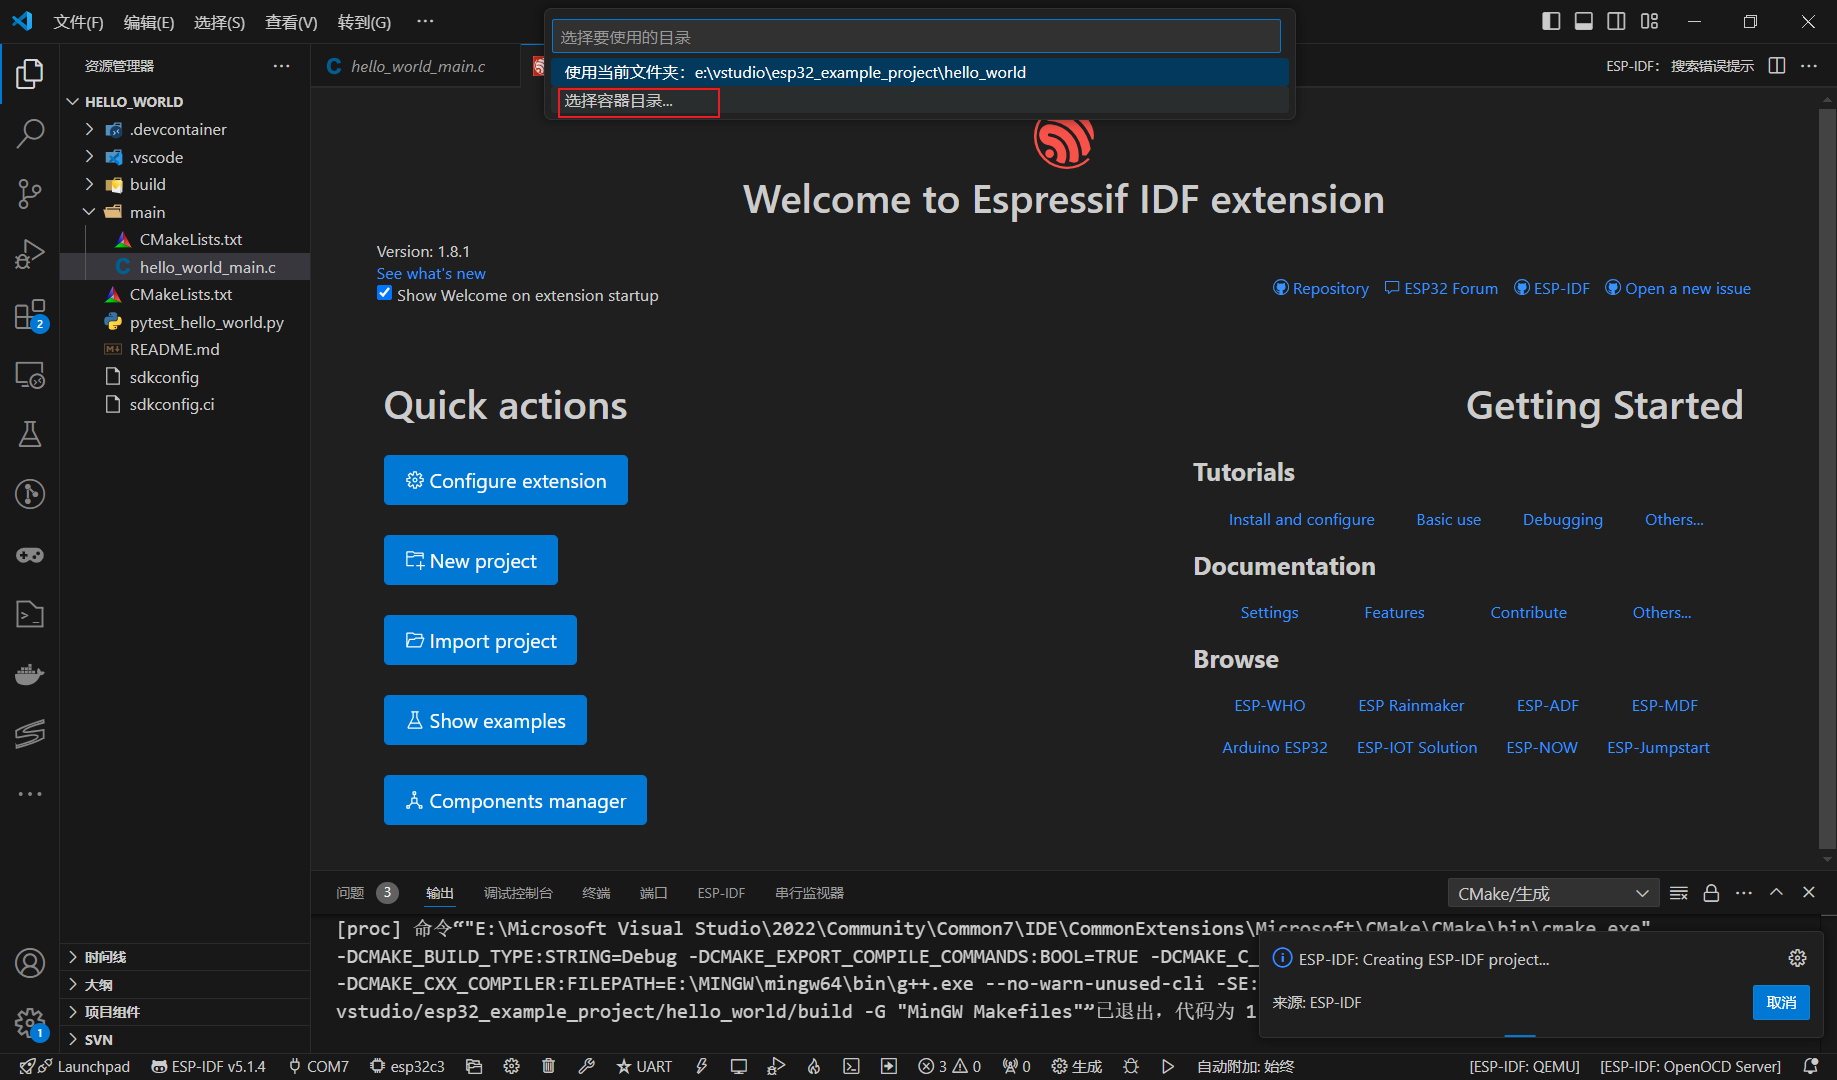 文件(F) 编辑(E) 选择(S) 查看(V) 转到(G) ···
选择要使用的目录
使用当前文件夹：e:\vstudio\esp32_example_project\hello_world
选择容器目录...
资源管理器
hello_world_main.c
ESP-IDF： 搜索错误提示
HELLO_WORLD
.devcontainer
.vscode
build
main
CMakeLists.txt
hello_world_main.c
CMakeLists.txt
pytest_hello_world.py
README.md
sdkconfig
sdkconfig.ci
时间线
大纲
项目组件
SVN
2
1
Welcome to Espressif IDF extension
Version: 1.8.1
See what's new
Show Welcome on extension startup
Repository ESP32 Forum ESP-IDF Open a new issue
Quick actions
Configure extension
New project
Import project
Show examples
Components manager
Getting Started
Tutorials
Install and configure Basic use Debugging Others...
Documentation
Settings Features Contribute Others...
Browse
ESP-WHO ESP Rainmaker ESP-ADF ESP-MDF
Arduino ESP32 ESP-IOT Solution ESP-NOW ESP-Jumpstart
问题 3 输出 调试控制台 终端 端口 ESP-IDF 串行监视器
CMake/生成
[proc] 命令“"E:\Microsoft Visual Studio\2022\Community\Common7\IDE\CommonExtensions\Microsoft\CMake\CMake\bin\cmake.exe"
-DCMAKE_BUILD_TYPE:STRING=Debug -DCMAKE_EXPORT_COMPILE_COMMANDS:BOOL=TRUE -DCMAKE_C_
-DCMAKE_CXX_COMPILER:FILEPATH=E:\MINGW\mingw64\bin\g++.exe --no-warn-unused-cli -SE:
vstudio/esp32_example_project/hello_world/build -G "MinGW Makefiles"”已退出，代码为 1
ESP-IDF: Creating ESP-IDF project...
来源: ESP-IDF
取消
Launchpad ESP-IDF v5.1.4 COM7 esp32c3 UART 3 0 0 生成 自动附加: 始终 [ESP-IDF: QEMU] [ESP-IDF: OpenOCD Server]